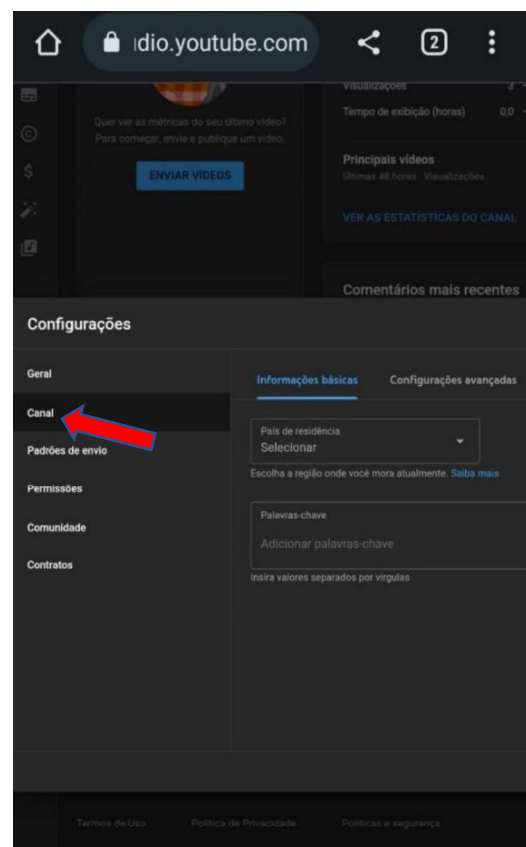 idio.youtube.com
2
Visualizações 3
Tempo de exibição (horas) 0,0
Quer ver as métricas do seu último vídeo?
Para começar, envie e publique um vídeo.
ENVIAR VÍDEOS
Principais vídeos
Últimas 48 horas · Visualizações
VER AS ESTATÍSTICAS DO CANAL
Comentários mais recentes
Configurações
Geral
Informações básicas Configurações avançadas
Canal
País de residência
Selecionar
Padrões de envio
Escolha a região onde você mora atualmente. Saiba mais
Permissões
Palavras-chave
Comunidade
Adicionar palavras-chave
Contratos
Insira valores separados por vírgulas
Termos de Uso Política de Privacidade Políticas e segurança